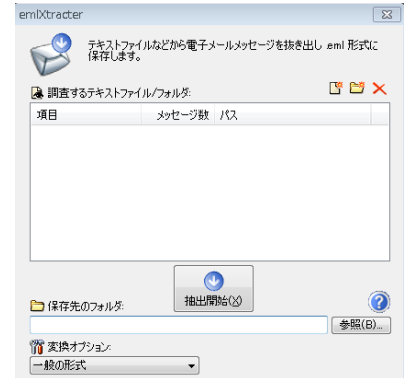 emlXtracter
テキストファイルなどから電子メールメッセージを抜き出し .eml 形式に
保存します。
調査するテキストファイル/フォルダ:
項目 メッセージ数 パス
抽出開始(X)
保存先のフォルダ:
参照(B)...
変換オプション:
一般の形式